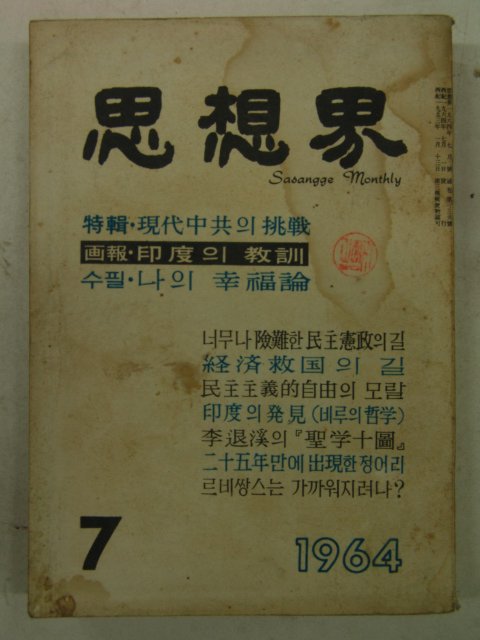 思想界
Sasangge Monthly
特輯·現代中共의 挑戦
画報·印度의 教訓
수필·나의 幸福論
너무나 險難한 民主憲政의 길
経済救国의 길
民主主義的自由의 모랄
印度의 発見 (비루의 哲学)
李退溪의『聖学十圖』
二十五年만에 出現한 정어리
르비쌍스는 가까워지려나?
7
1964